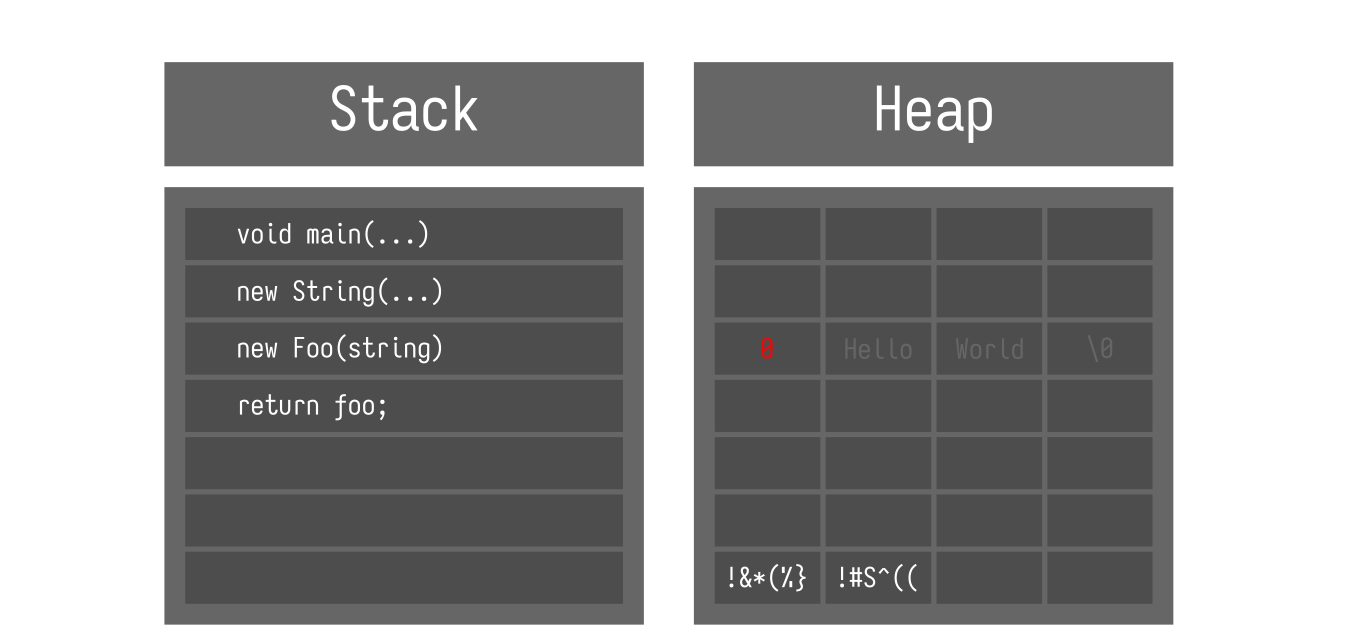 Stack
Heap
void main(...)
new String(...)
new Foo(string)
return foo;
0 Hello World \0
!&*(%} !#S^((